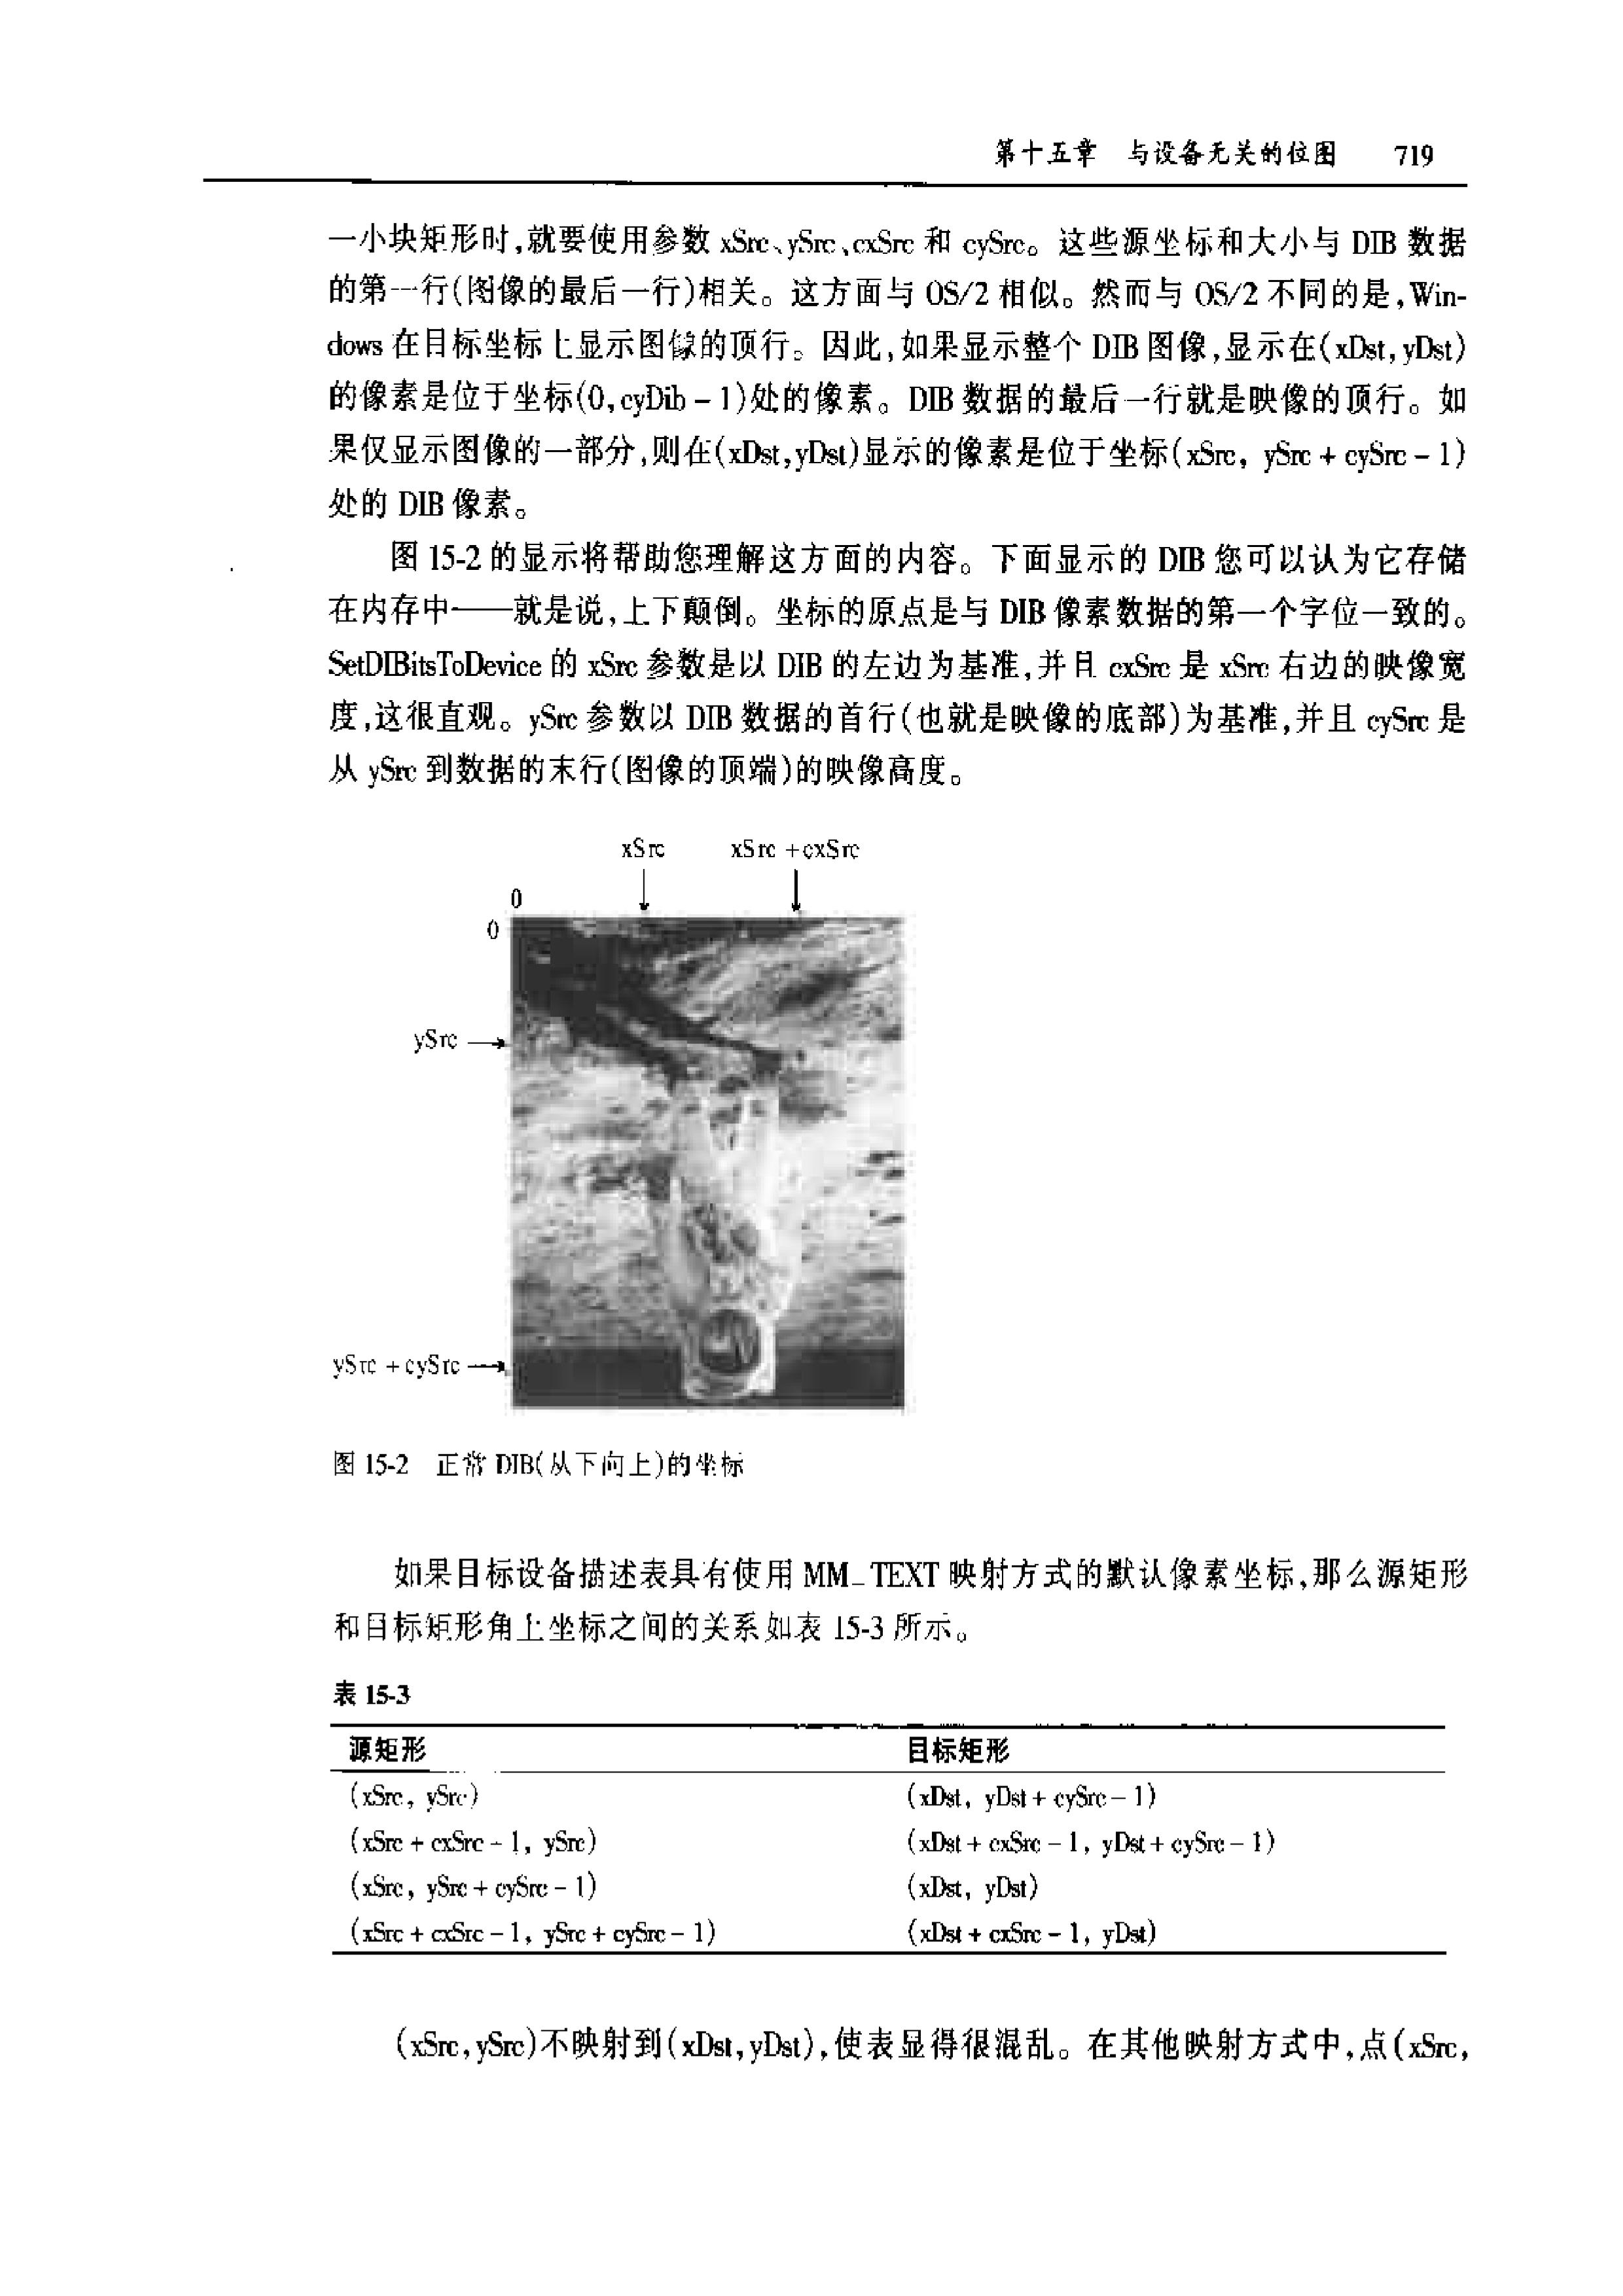 第十五章　与设备无关的位图　719
一小块矩形时,就要使用参数 xSrc、ySrc、cxSrc 和 cySrc。这些源坐标和大小与 DIB 数据
的第一行(图像的最后一行)相关。这方面与 OS/2 相似。然而与 OS/2 不同的是,Win-
dows 在目标坐标上显示图像的顶行。因此,如果显示整个 DIB 图像,显示在(xDst,yDst)
的像素是位于坐标(0,cyDib - 1)处的像素。DIB 数据的最后一行就是映像的顶行。如
果仅显示图像的一部分,则在(xDst,yDst)显示的像素是位于坐标(xSrc, ySrc + cySrc - 1)
处的 DIB 像素。
图 15-2 的显示将帮助您理解这方面的内容。下面显示的 DIB 您可以认为它存储
在内存中——就是说,上下颠倒。坐标的原点是与 DIB 像素数据的第一个字位一致的。
SetDIBitsToDevice 的 xSrc 参数是以 DIB 的左边为基准,并且 cxSrc 是 xSrc 右边的映像宽
度,这很直观。ySrc 参数以 DIB 数据的首行(也就是映像的底部)为基准,并且 cySrc 是
从 ySrc 到数据的末行(图像的顶端)的映像高度。
xSrc　xSrc +cxSrc
0
0
ySrc
ySrc +cySrc
图 15-2　正常 DIB(从下向上)的坐标
如果目标设备描述表具有使用 MM_TEXT 映射方式的默认像素坐标,那么源矩形
和目标矩形角上坐标之间的关系如表 15-3 所示。
表 15-3
源矩形　目标矩形
(xSrc, ySrc)　(xDst, yDst + cySrc - 1)
(xSrc + cxSrc - 1, ySrc)　(xDst + cxSrc - 1, yDst + cySrc - 1)
(xSrc, ySrc + cySrc - 1)　(xDst, yDst)
(xSrc + cxSrc - 1, ySrc + cySrc - 1)　(xDst + cxSrc - 1, yDst)
(xSrc,ySrc)不映射到(xDst,yDst),使表显得很混乱。在其他映射方式中,点(xSrc,